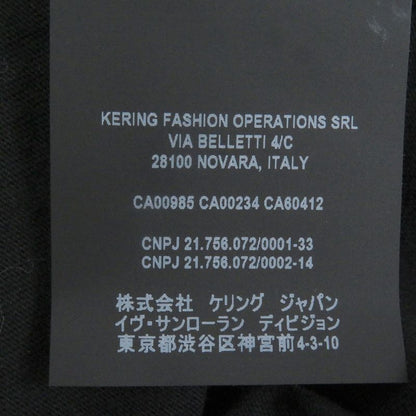 KERING FASHION OPERATIONS SRL
VIA BELLETTI 4/C
28100 NOVARA, ITALY
CA00985 CA00234 CA60412
CNPJ 21.756.072/0001-33
CNPJ 21.756.072/0002-14
株式会社 ケリング ジャパン
イヴ・サンローラン ディビジョン
東京都渋谷区神宮前4-3-10